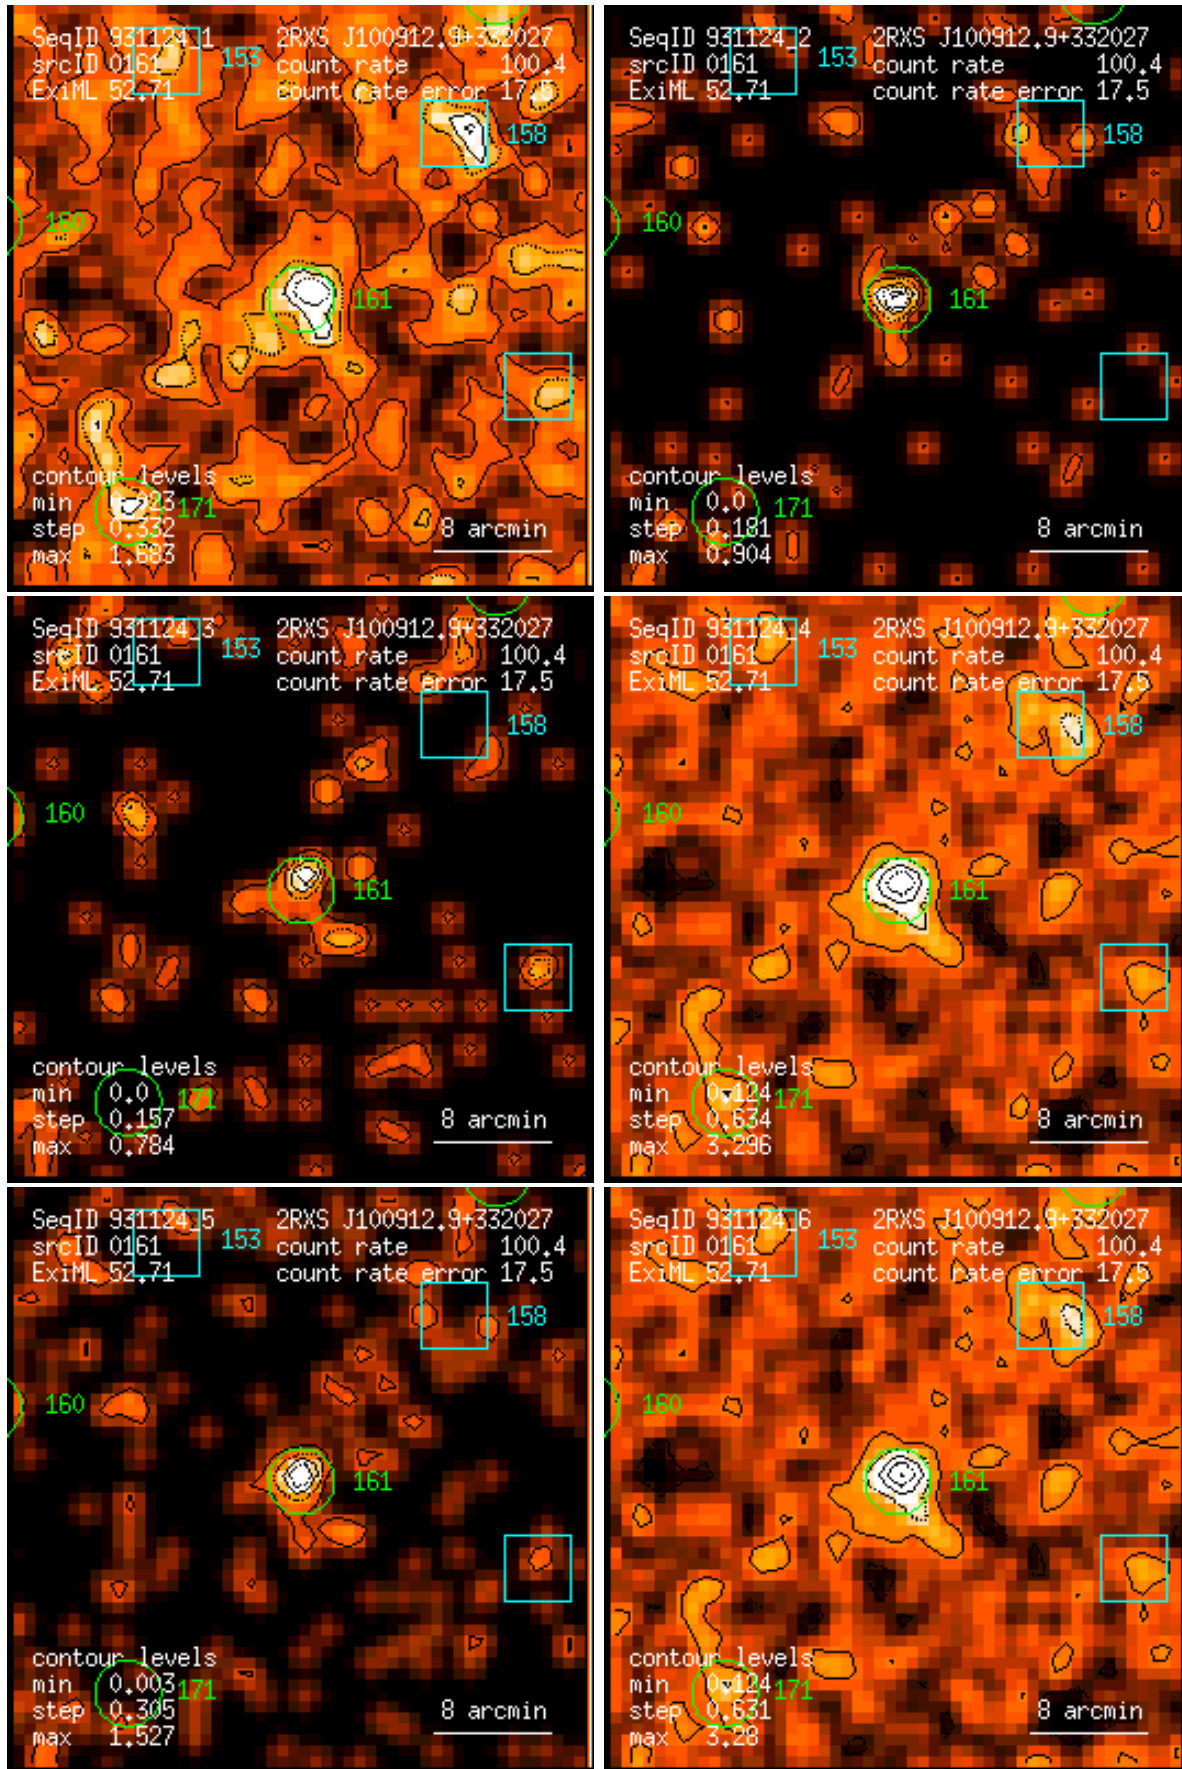 SeqID 931124_1 2RXS J100912.9+332027
srcID 0161 153 count rate 100.4
ExiML 52.71 count rate error 17.5
158
160
161
contour levels
min 0.023 171
step 0.332 8 arcmin
max 1.683
SeqID 931124_2 2RXS J100912.9+332027
srcID 0161 153 count rate 100.4
ExiML 52.71 count rate error 17.5
158
160
161
contour levels
min 0.0 171
step 0.181 8 arcmin
max 0.904
SeqID 931124_3 2RXS J100912.9+332027
srcID 0161 153 count rate 100.4
ExiML 52.71 count rate error 17.5
158
160
161
contour levels
min 0.0 171
step 0.157 8 arcmin
max 0.784
SeqID 931124_4 2RXS J100912.9+332027
srcID 0161 153 count rate 100.4
ExiML 52.71 count rate error 17.5
158
160
161
contour levels
min 0.124 171
step 0.634 8 arcmin
max 3.296
SeqID 931124_5 2RXS J100912.9+332027
srcID 0161 153 count rate 100.4
ExiML 52.71 count rate error 17.5
158
160
161
contour levels
min 0.003 171
step 0.305 8 arcmin
max 1.527
SeqID 931124_6 2RXS J100912.9+332027
srcID 0161 153 count rate 100.4
ExiML 52.71 count rate error 17.5
158
160
161
contour levels
min 0.124 171
step 0.631 8 arcmin
max 3.28